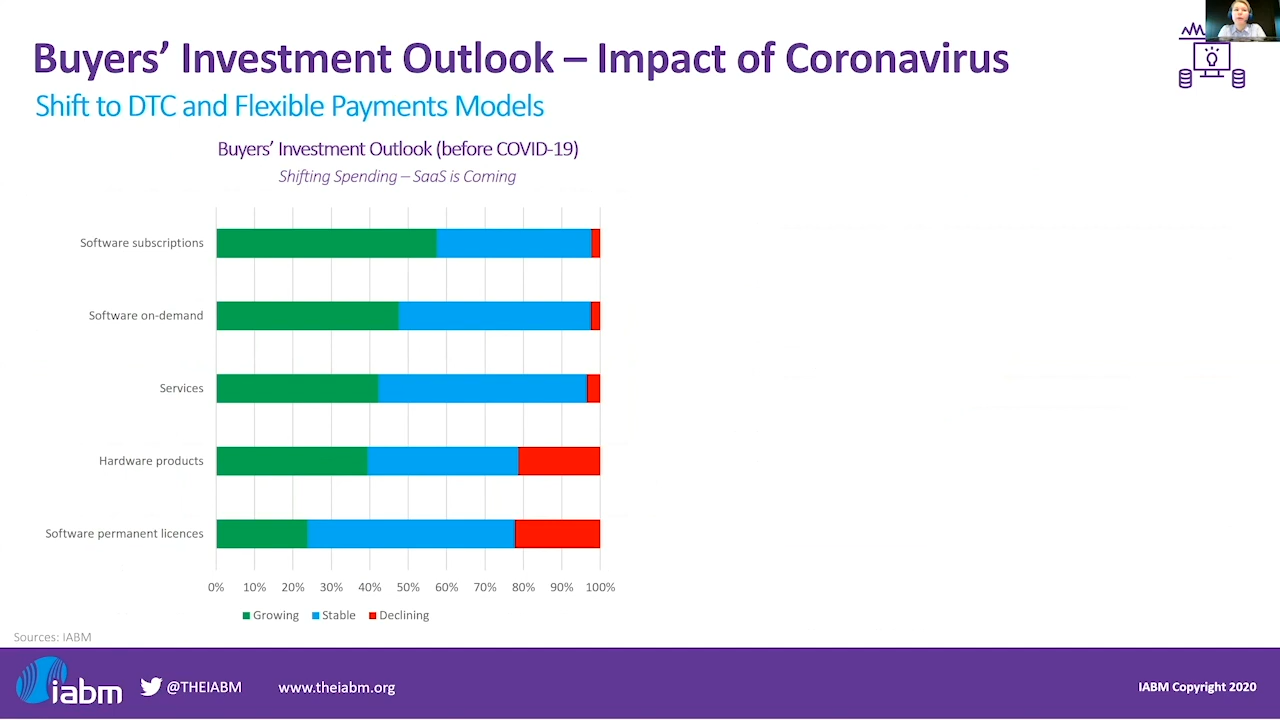 Buyers’ Investment Outlook – Impact of Coronavirus
Shift to DTC and Flexible Payments Models
Buyers’ Investment Outlook (before COVID-19)
Shifting Spending – SaaS is Coming
Software subscriptions
Software on-demand
Services
Hardware products
Software permanent licences
0% 10% 20% 30% 40% 50% 60% 70% 80% 90% 100%
Growing Stable Declining
Sources: IABM
iabm @THEIABM www.theiabm.org IABM Copyright 2020